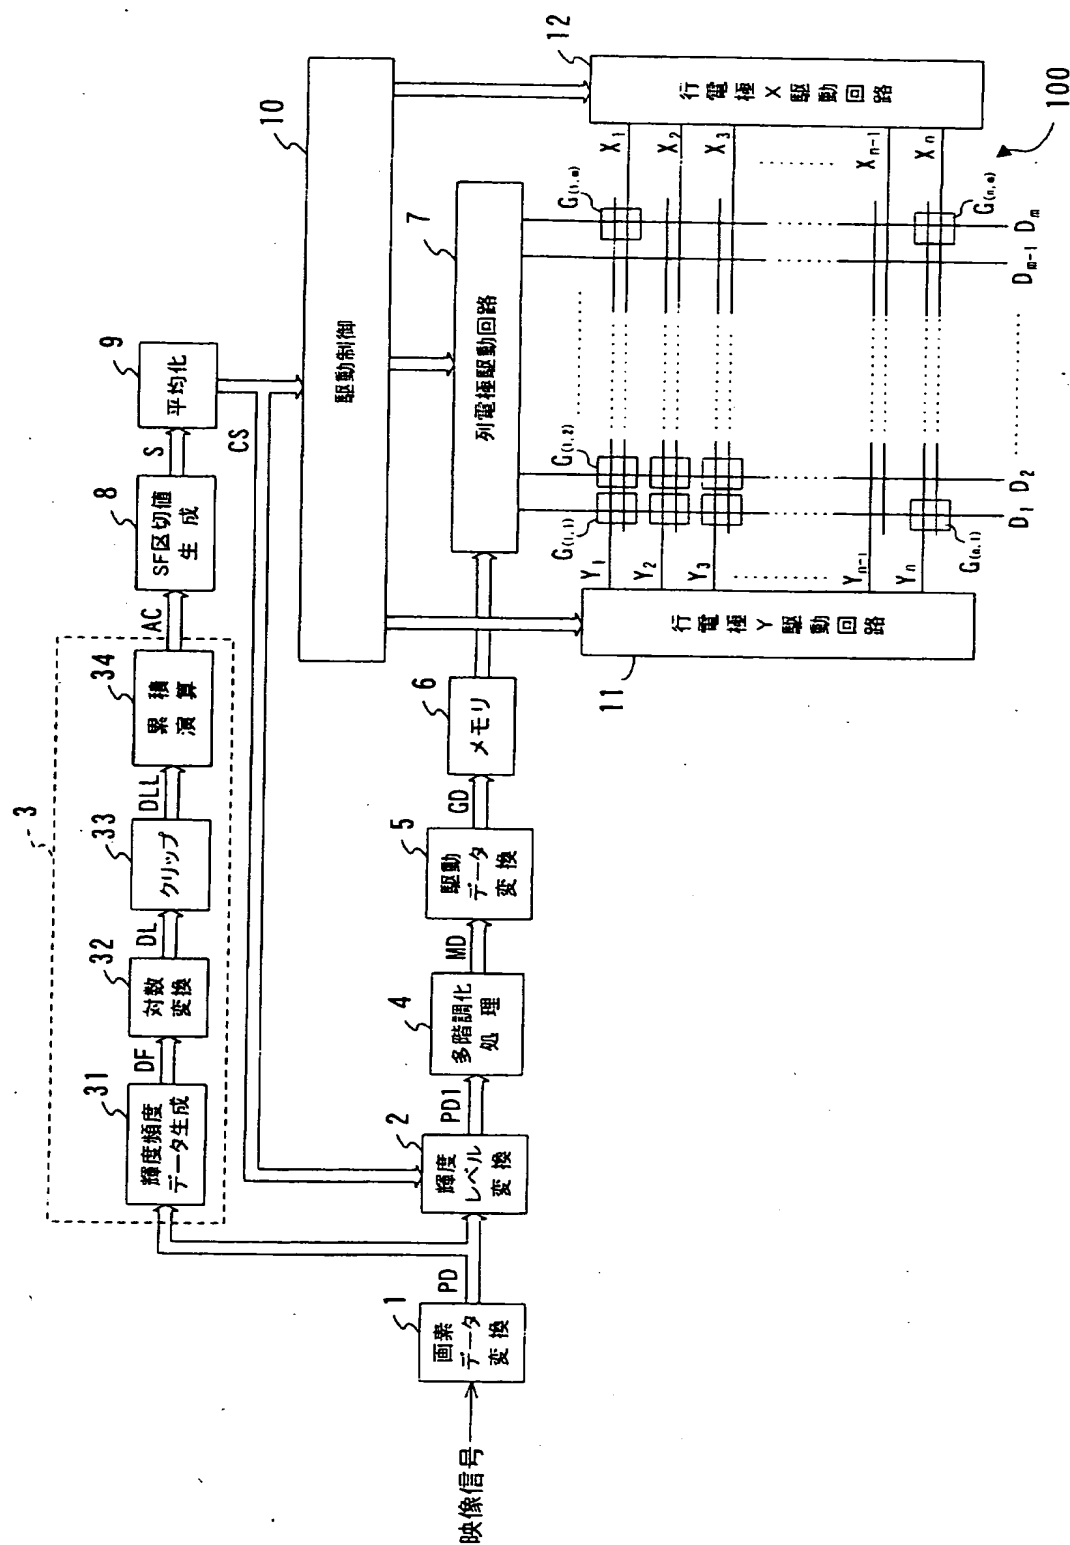 3
31
輝度頻度
データ生成
DF
32
対数
変換
DL
33
クリップ
DLL
34
累積
演算
AC
8
SF区切値
生成
S
9
平均化
CS
10
駆動制御
映像信号
1
画素
データ
変換
PD
2
輝度
レベル
変換
PD1
4
多階調化
処理
MD
5
駆動
データ
変換
GD
6
メモリ
7
列電極駆動回路
11
行電極Y駆動回路
12
行電極X駆動回路
G(1,1)
G(1,2)
G(1,m)
Y1
X1
Y2
X2
Y3
X3
Yn-1
Xn-1
Yn
Xn
G(n,1)
G(n,m)
D1
D2
Dm-1
Dm
100